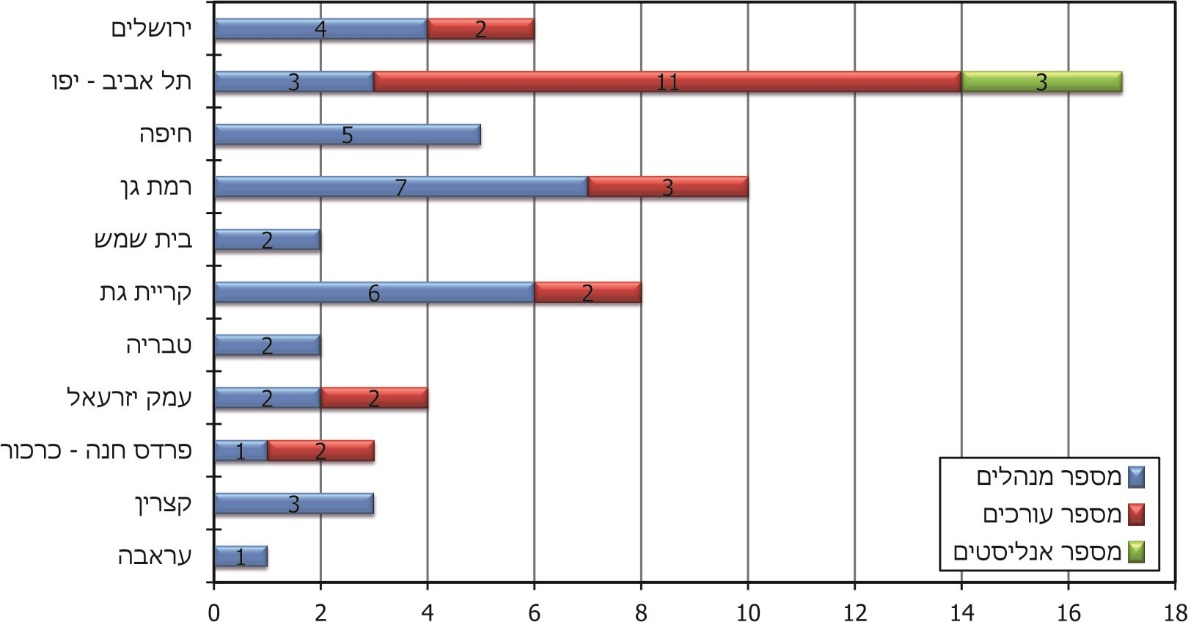 ירושלים 4 2
תל אביב - יפו 3 11 3
חיפה 5
רמת גן 7 3
בית שמש 2
קריית גת 6 2
טבריה 2
עמק יזרעאל 2 2
פרדס חנה - כרכור 1 2
קצרין 3
עראבה 1
מספר מנהלים
מספר עורכים
מספר אנליסטים
0 2 4 6 8 10 12 14 16 18